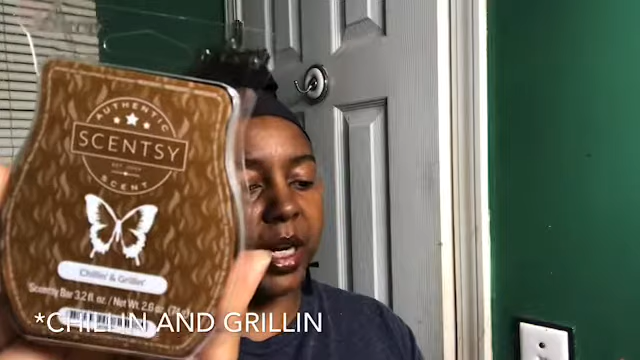 AUTHENTIC
SCENTSY
EST. 2004
SCENT
Chillin' & Grillin'
Scentsy Bar 3.2 fl. oz. / Net Wt. 2.6 oz
*CHILLIN AND GRILLIN